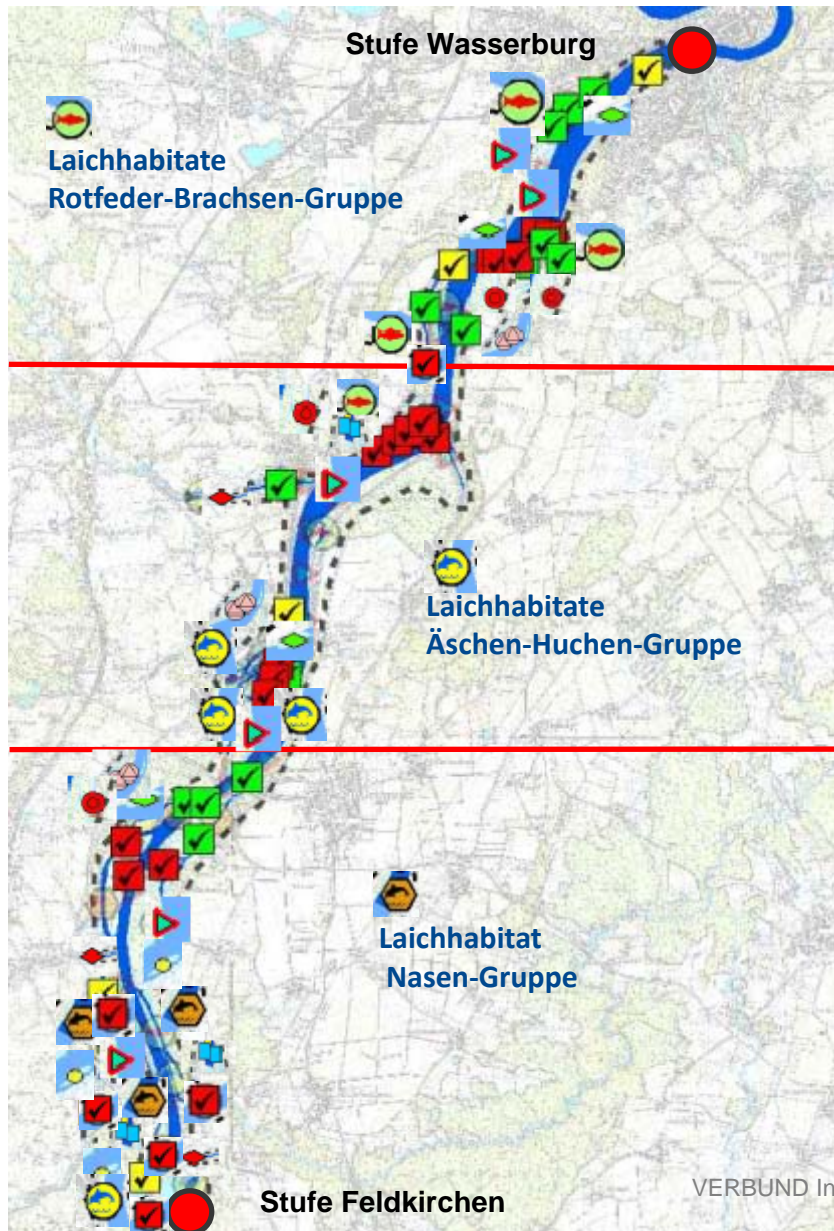 Stufe Wasserburg
Laichhabitate
Rotfeder-Brachsen-Gruppe
Laichhabitate
Äschen-Huchen-Gruppe
Laichhabitat
Nasen-Gruppe
Stufe Feldkirchen
VERBUND In